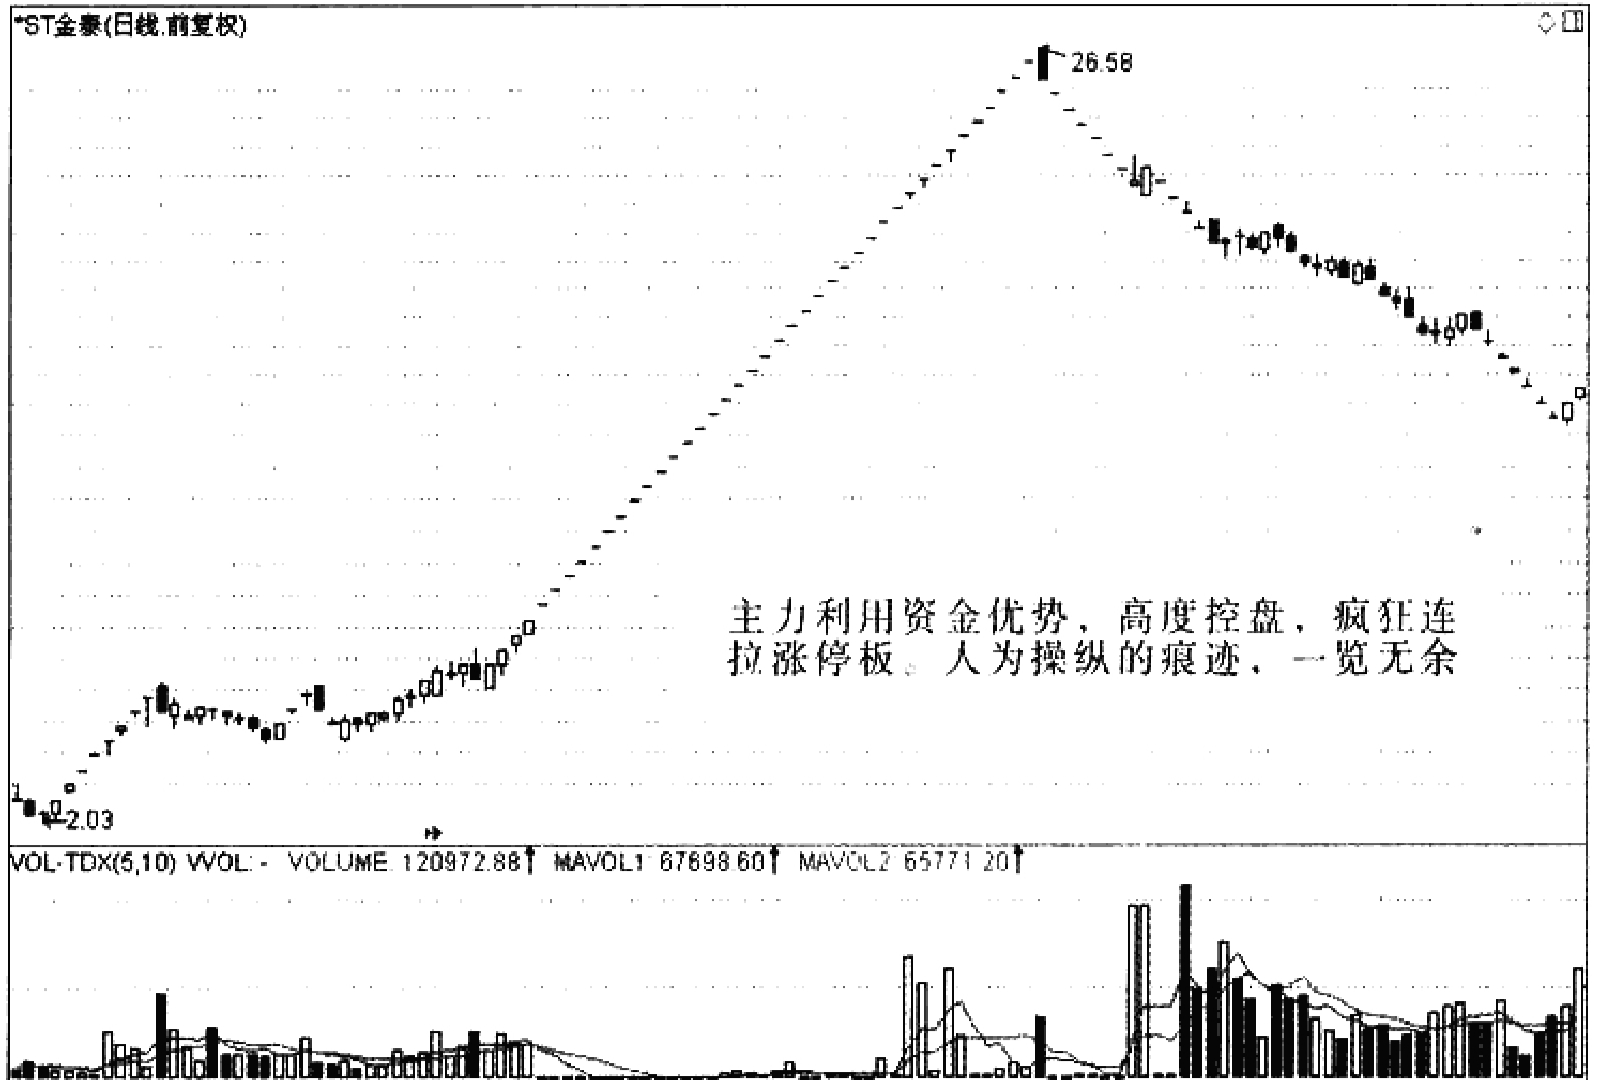 *ST金泰(日线.前复权)
26.58
主力利用资金优势，高度控盘，疯狂连
拉涨停板。人为操纵的痕迹，一览无余
2.03
VOL-TDX(5,10) VVOL: - VOLUME: 120972.88↑ MAVOL1: 67698.60↑ MAVOL2: 65771.20↑